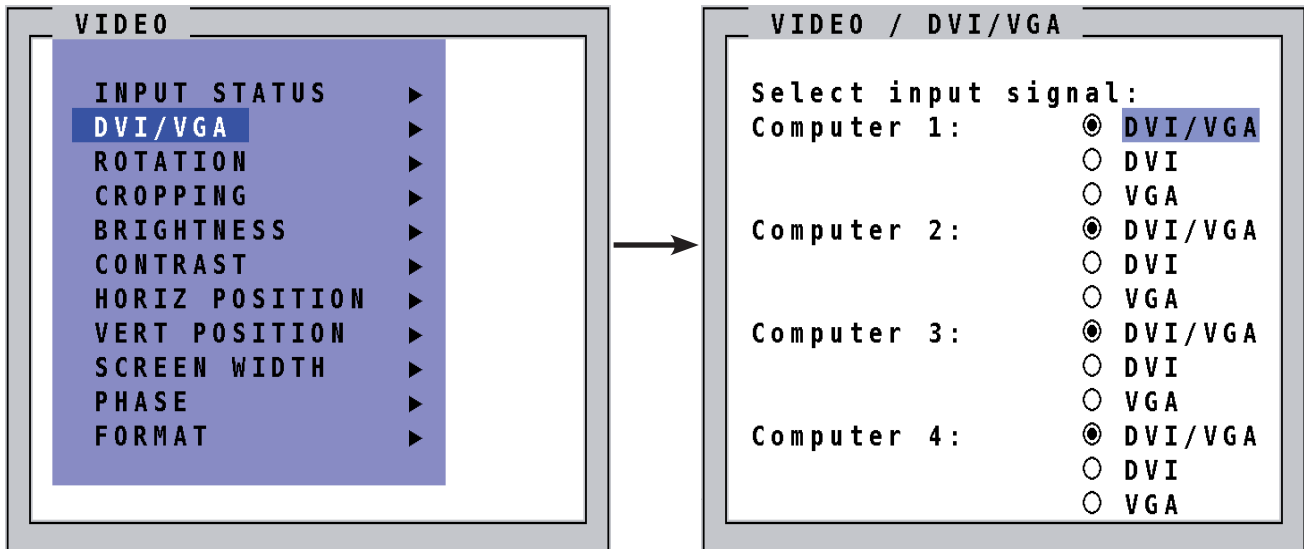 VIDEO
INPUT STATUS
DVI/VGA
ROTATION
CROPPING
BRIGHTNESS
CONTRAST
HORIZ POSITION
VERT POSITION
SCREEN WIDTH
PHASE
FORMAT
VIDEO / DVI/VGA
Select input signal:
Computer 1: DVI/VGA
DVI
VGA
Computer 2: DVI/VGA
DVI
VGA
Computer 3: DVI/VGA
DVI
VGA
Computer 4: DVI/VGA
DVI
VGA